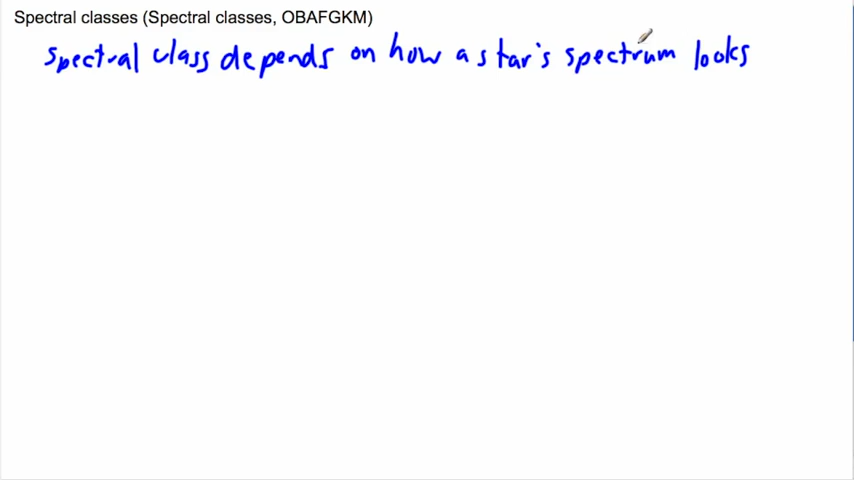 Spectral classes (Spectral classes, OBAFGKM)
spectral class depends on how a star's spectrum looks